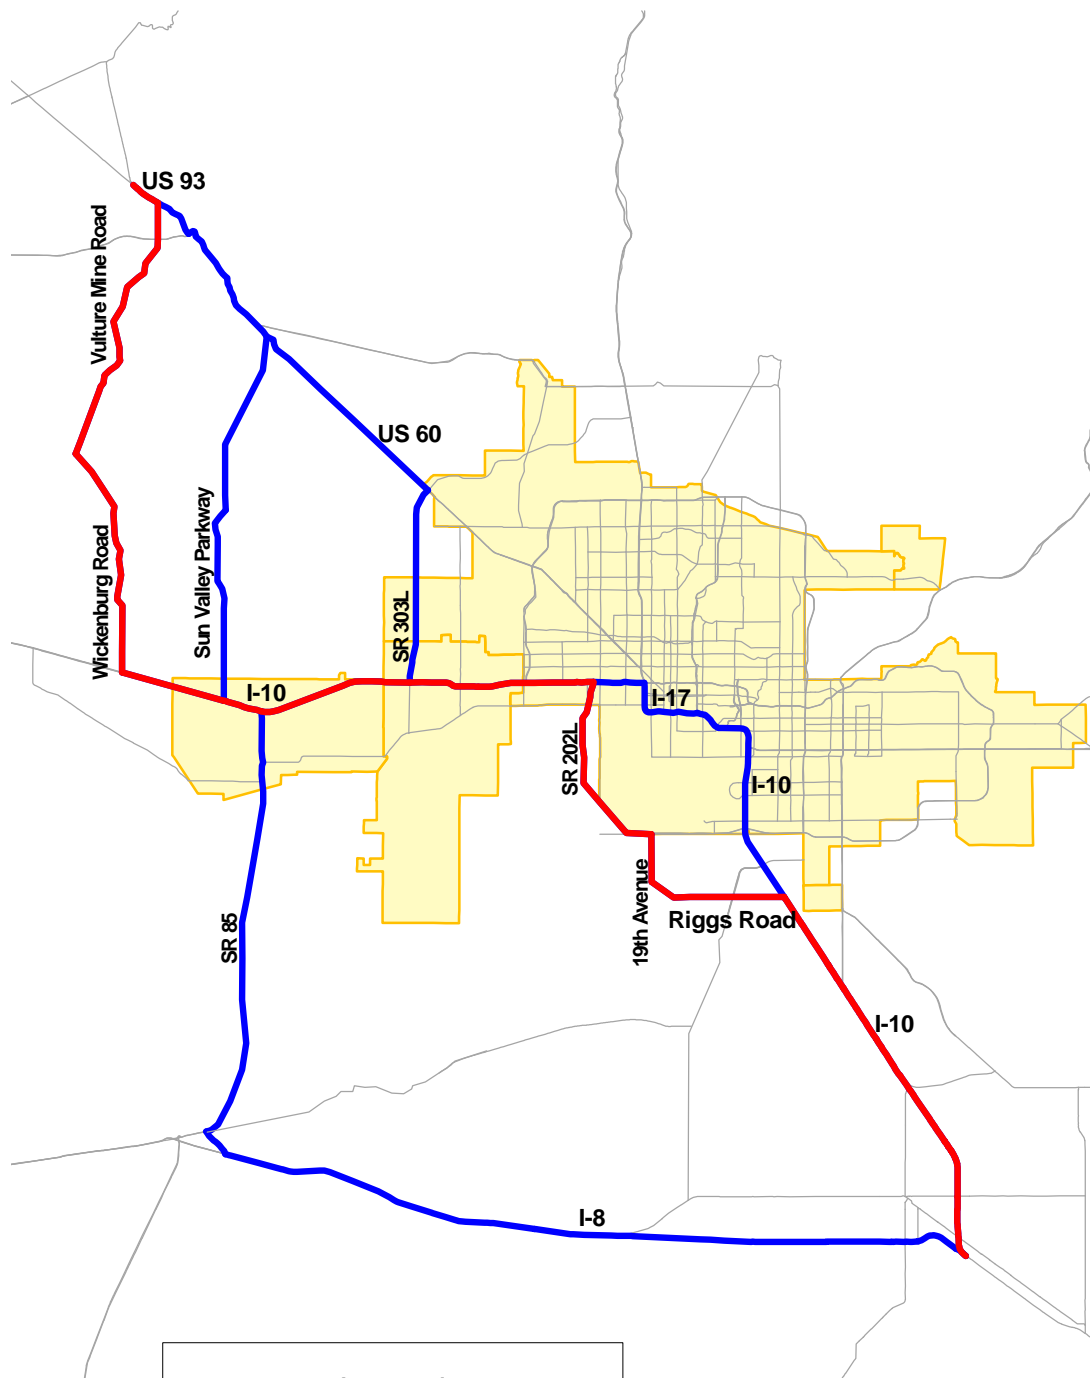 US 93
Vulture Mine Road
US 60
Sun Valley Parkway
Wickenburg Road
SR 303L
I-10
I-17
SR 202L
I-10
19th Avenue
Riggs Road
SR 85
I-10
I-8